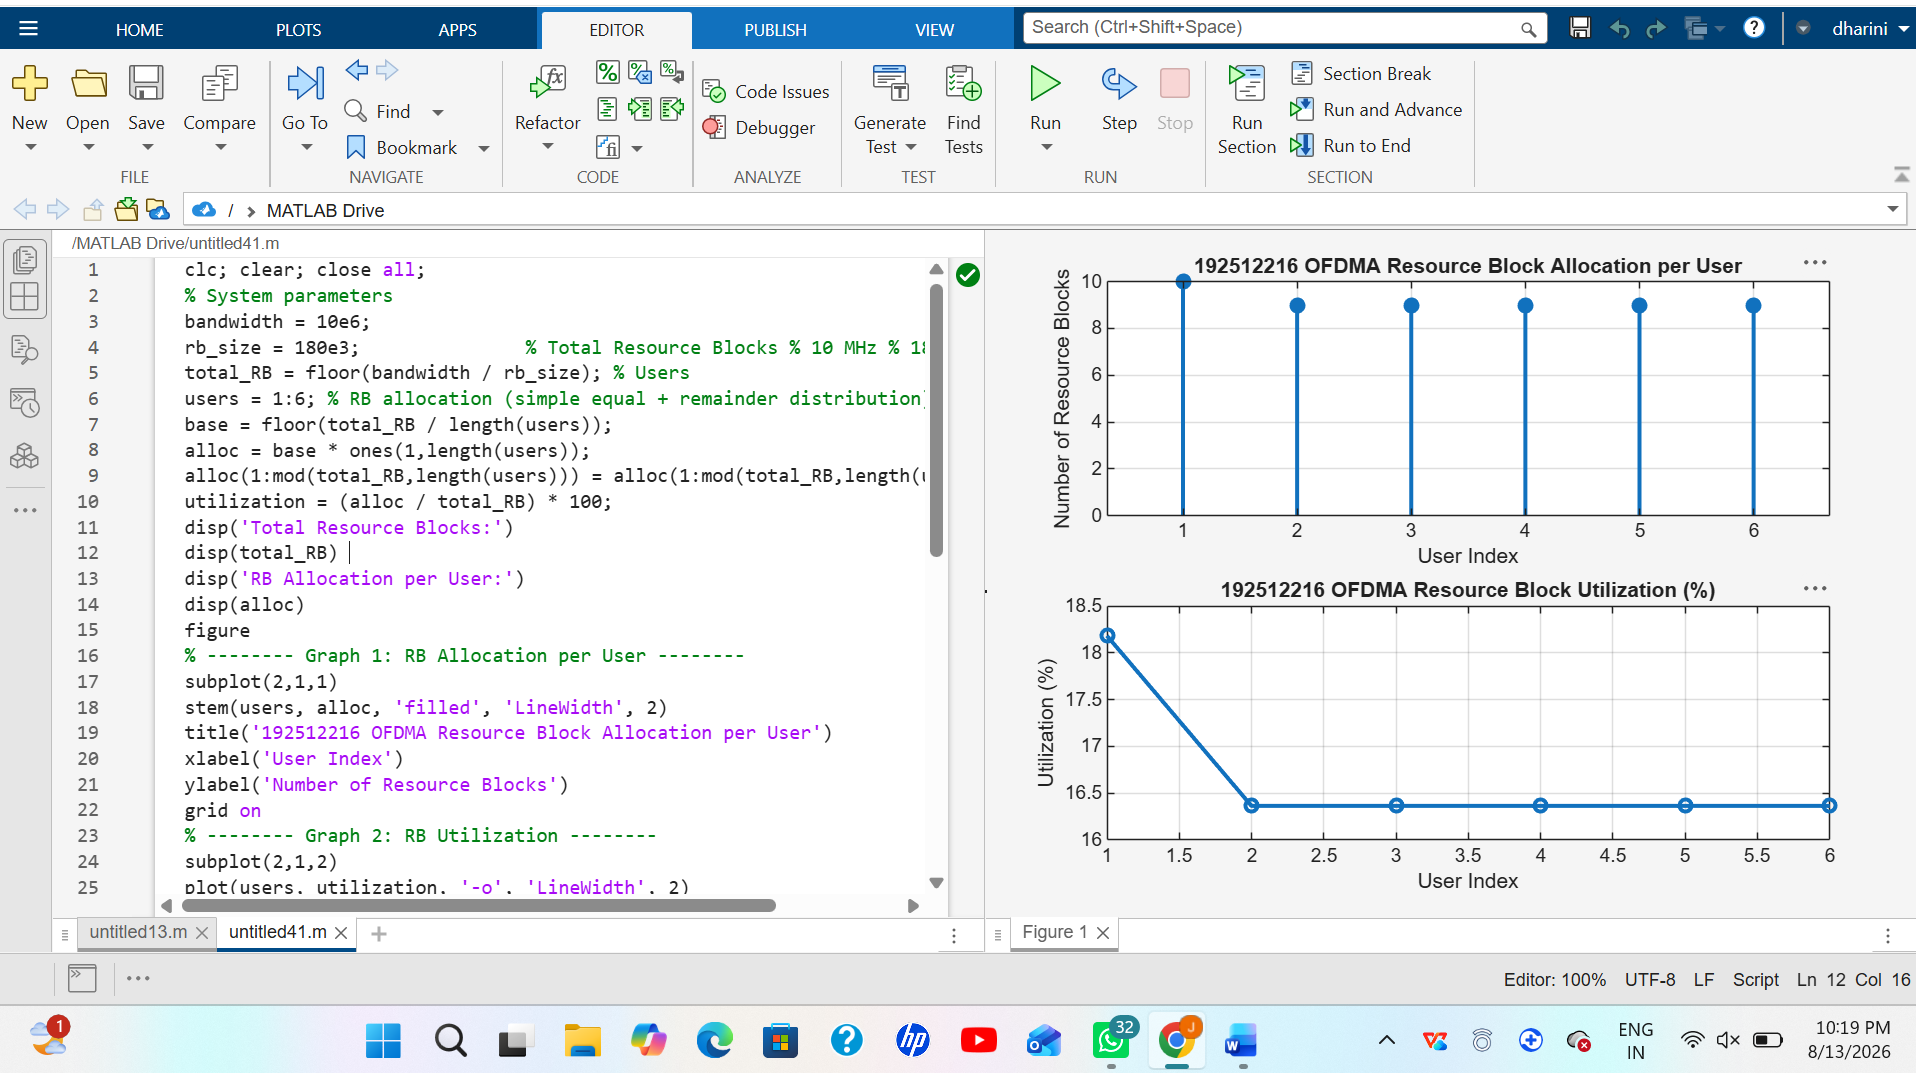 HOME PLOTS APPS EDITOR PUBLISH VIEW Search (Ctrl+Shift+Space) dharini
New Open Save Compare
FILE
Go To Find Bookmark
NAVIGATE
Refactor
CODE
Code Issues
Debugger
ANALYZE
Generate Test Find Tests
TEST
Run Step Stop
RUN
Run Section Section Break
Run and Advance
Run to End
SECTION
/ › MATLAB Drive
/MATLAB Drive/untitled41.m
1 clc; clear; close all;
2 % System parameters
3 bandwidth = 10e6;
4 rb_size = 180e3; % Total Resource Blocks % 10 MHz %
5 total_RB = floor(bandwidth / rb_size); % Users
6 users = 1:6; % RB allocation (simple equal + remainder distribution)
7 base = floor(total_RB / length(users));
8 alloc = base * ones(1,length(users));
9 alloc(1:mod(total_RB,length(users))) = alloc(1:mod(total_RB,length(
10 utilization = (alloc / total_RB) * 100;
11 disp('Total Resource Blocks:')
12 disp(total_RB)
13 disp('RB Allocation per User:')
14 disp(alloc)
15 figure
16 % -------- Graph 1: RB Allocation per User --------
17 subplot(2,1,1)
18 stem(users, alloc, 'filled', 'LineWidth', 2)
19 title('192512216 OFDMA Resource Block Allocation per User')
20 xlabel('User Index')
21 ylabel('Number of Resource Blocks')
22 grid on
23 % -------- Graph 2: RB Utilization --------
24 subplot(2,1,2)
25 plot(users, utilization, '-o', 'LineWidth', 2)
192512216 OFDMA Resource Block Allocation per User
Number of Resource Blocks
10
8
6
4
2
0
1 2 3 4 5 6
User Index
192512216 OFDMA Resource Block Utilization (%)
Utilization (%)
18.5
18
17.5
17
16.5
16
1 1.5 2 2.5 3 3.5 4 4.5 5 5.5 6
User Index
untitled13.m untitled41.m
Figure 1
Editor: 100% UTF-8 LF Script Ln 12 Col 16
1
32
J
hp
W
ENG
IN
10:19 PM
8/13/2026